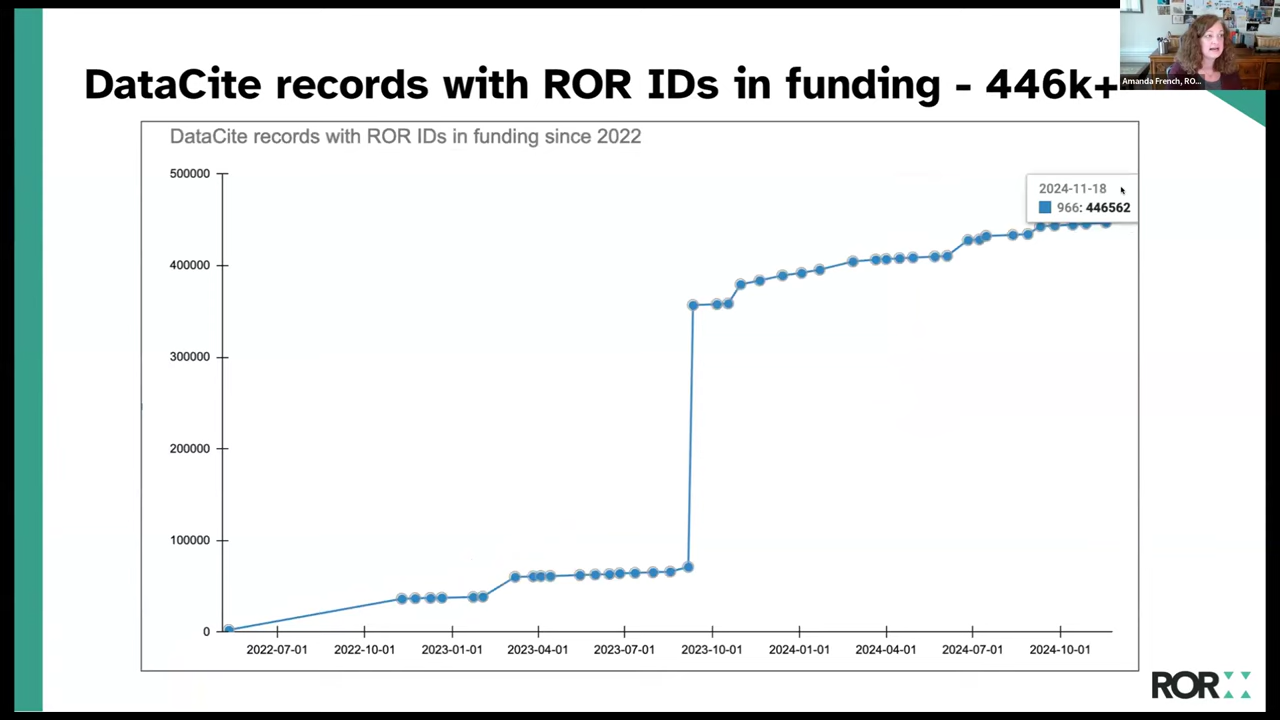 DataCite records with ROR IDs in funding - 446k+
Amanda French, RO...
DataCite records with ROR IDs in funding since 2022
500000
2024-11-18
966: 446562
400000
300000
200000
100000
0
2022-07-01 2022-10-01 2023-01-01 2023-04-01 2023-07-01 2023-10-01 2024-01-01 2024-04-01 2024-07-01 2024-10-01
ROR